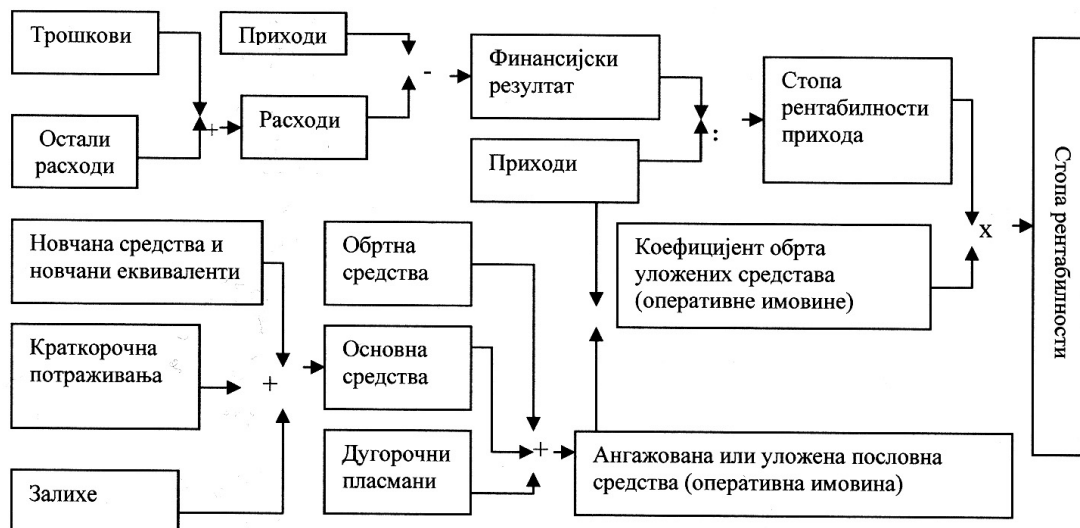 Трошкови
Приходи
-
Финансијски
резултат
Стопа
рентабилности
прихода
Остали
расходи
+
Расходи
Приходи
:
Стопа рентабилности
Новчана средства и
новчани еквиваленти
Обртна
средства
Коефицијент обрта
уложених средстава
(оперативне имовине)
х
Краткорочна
потраживања
+
Основна
средства
Залихе
Дугорочни
пласмани
+
Ангажована или уложена пословна
средства (оперативна имовина)